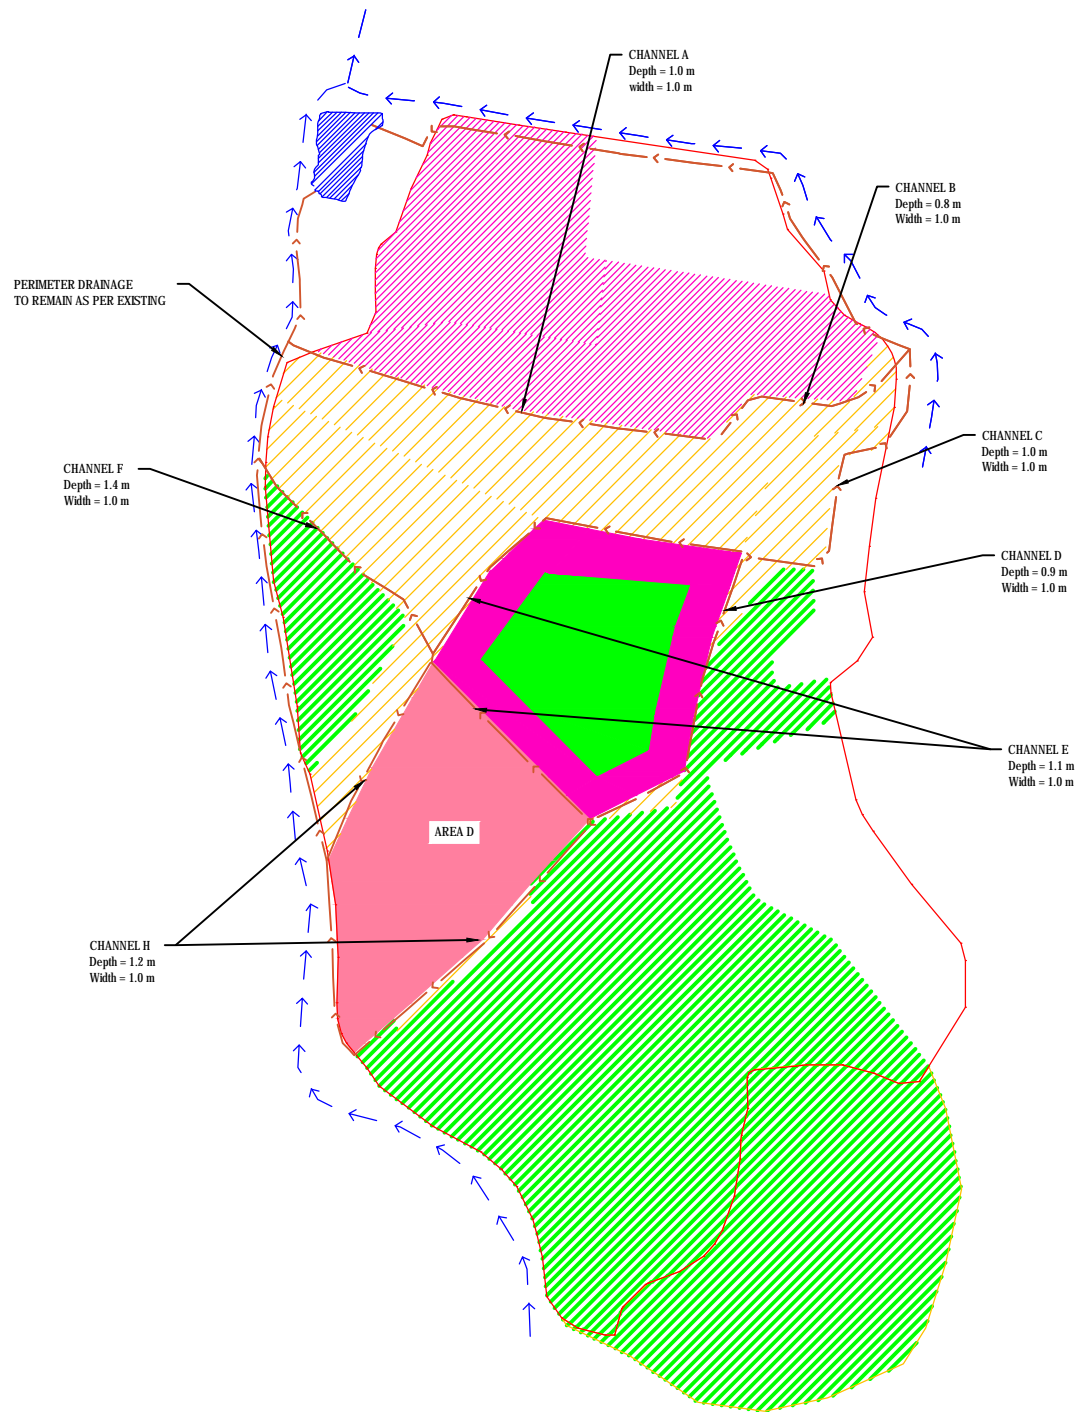 CHANNEL A
Depth = 1.0 m
width = 1.0 m
CHANNEL B
Depth = 0.8 m
Width = 1.0 m
PERIMETER DRAINAGE
TO REMAIN AS PER EXISTING
CHANNEL C
Depth = 1.0 m
Width = 1.0 m
CHANNEL F
Depth = 1.4 m
Width = 1.0 m
CHANNEL D
Depth = 0.9 m
Width = 1.0 m
CHANNEL E
Depth = 1.1 m
Width = 1.0 m
AREA D
CHANNEL H
Depth = 1.2 m
Width = 1.0 m